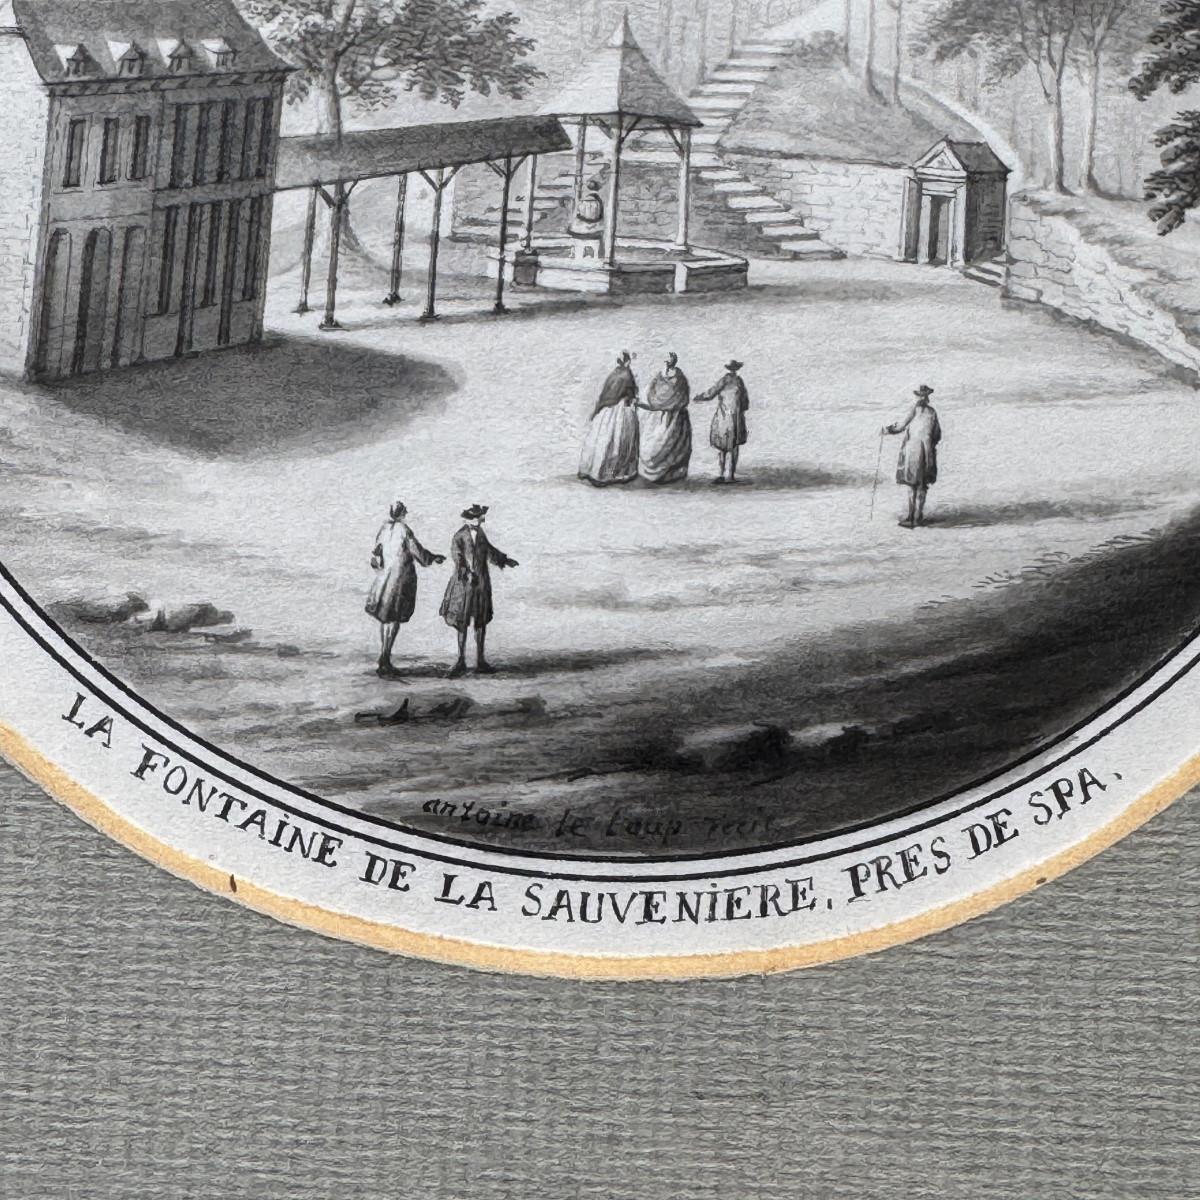 antoine le Loup fecit
LA FONTAINE DE LA SAUVENIERE. PRES DE SPA.